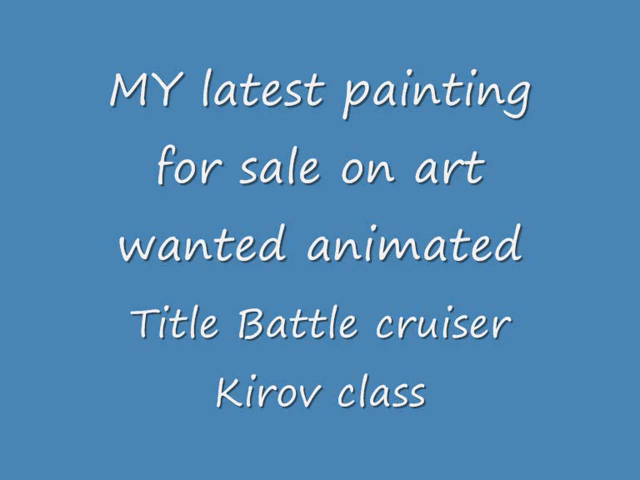 MY latest painting
for sale on art
wanted animated
Title Battle cruiser
Kirov class